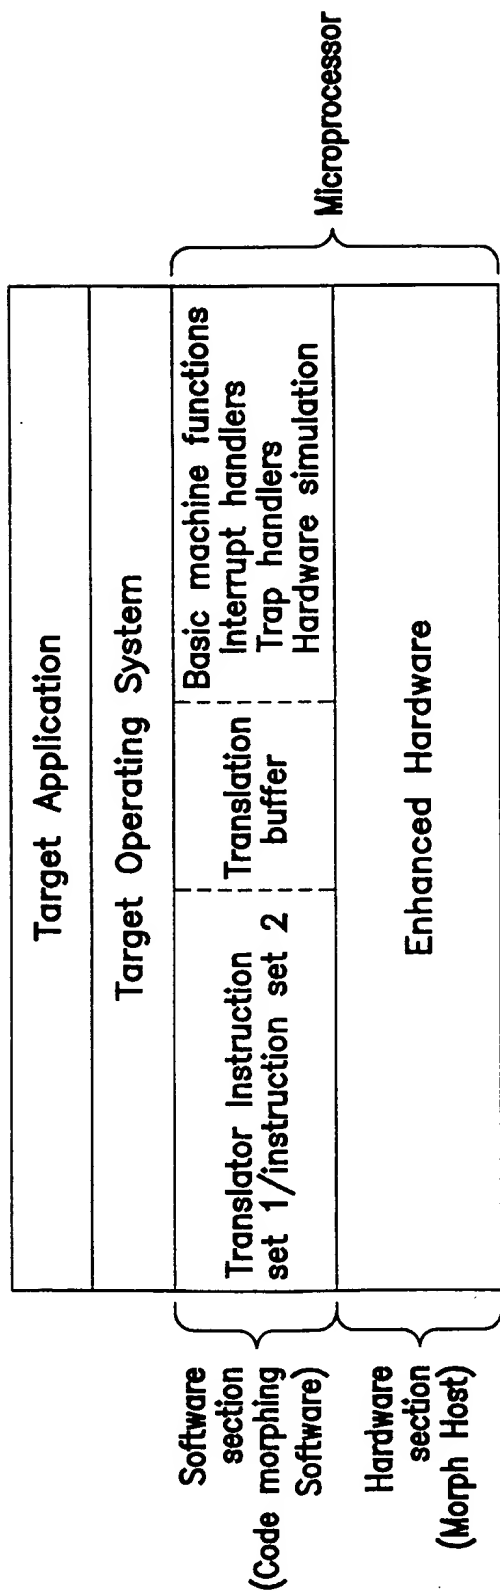 Target Application
Target Operating System
Software
section
(Code morphing
Software)
Translator Instruction
set 1/instruction set 2
Translation
buffer
Basic machine functions
Interrupt handlers
Trap handlers
Hardware simulation
Microprocessor
Hardware
section
(Morph Host)
Enhanced Hardware